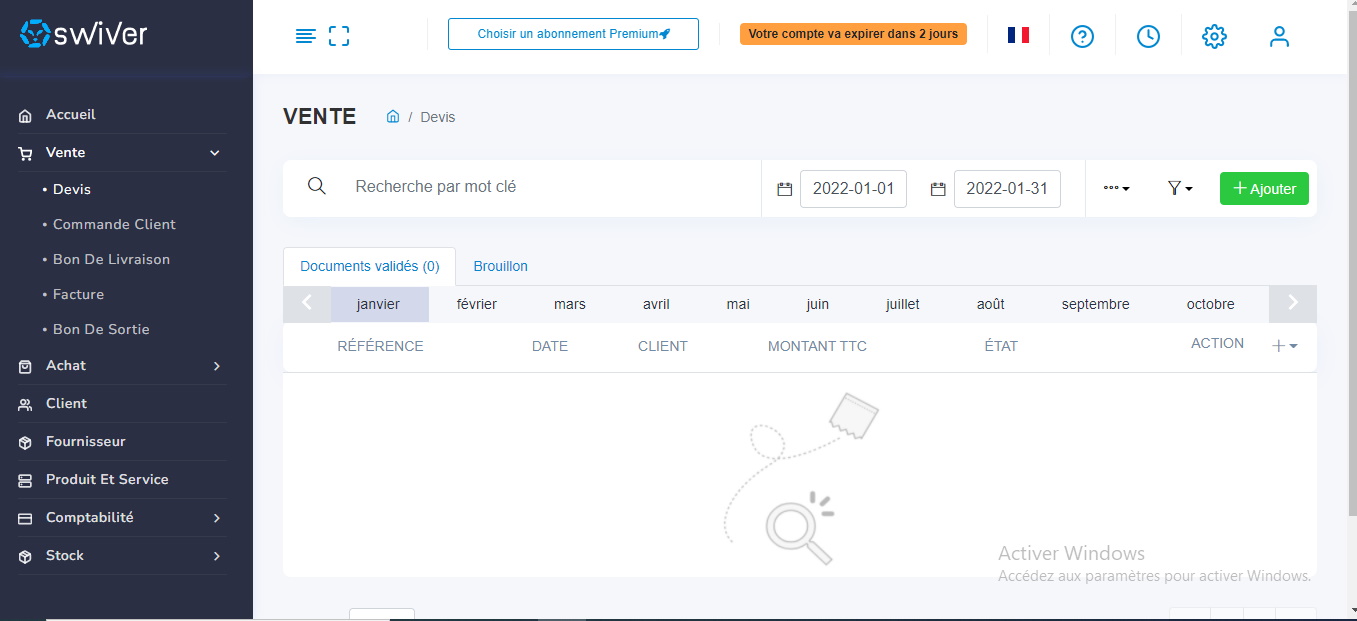 swiver
Choisir un abonnement Premium
Votre compte va expirer dans 2 jours
Accueil
Vente
• Devis
• Commande Client
• Bon De Livraison
• Facture
• Bon De Sortie
Achat
Client
Fournisseur
Produit Et Service
Comptabilité
Stock
VENTE
/ Devis
Recherche par mot clé
2022-01-01
2022-01-31
+ Ajouter
Documents validés (0)
Brouillon
janvier février mars avril mai juin juillet août septembre octobre
RÉFÉRENCE DATE CLIENT MONTANT TTC ÉTAT ACTION
Activer Windows
Accédez aux paramètres pour activer Windows.